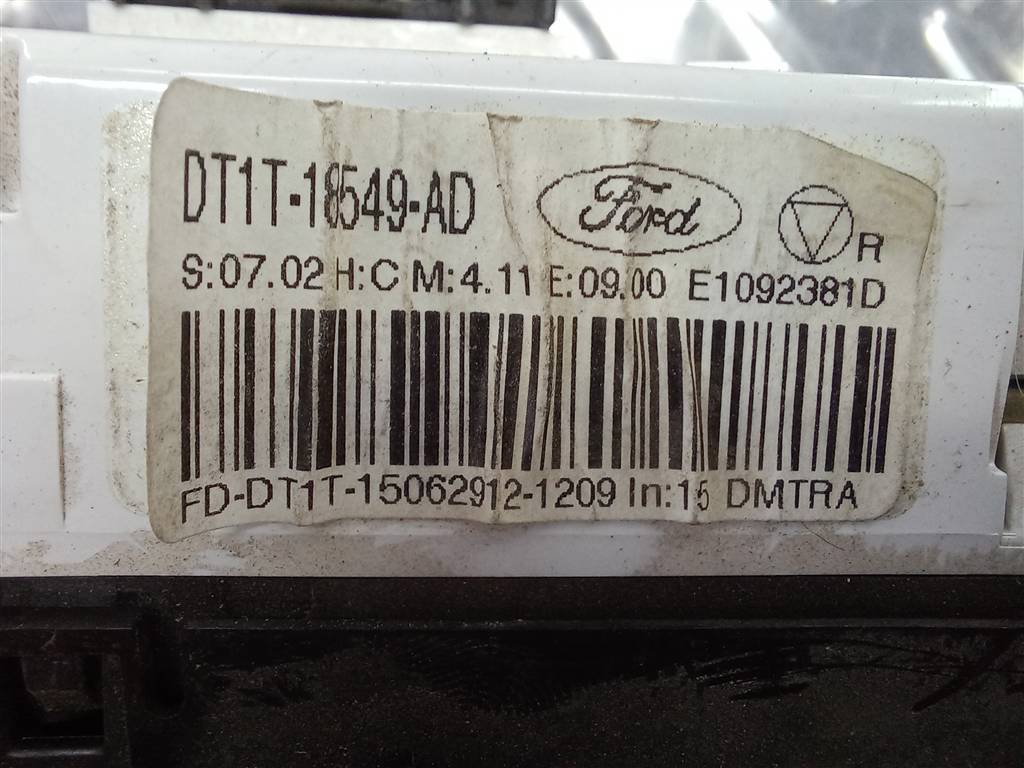 DT1T-18549-AD Ford R
S:07.02 H:C M:4.11 E:09.00 E1092381D
FD-DT1T-15062912-1209 In:15 DMTRA